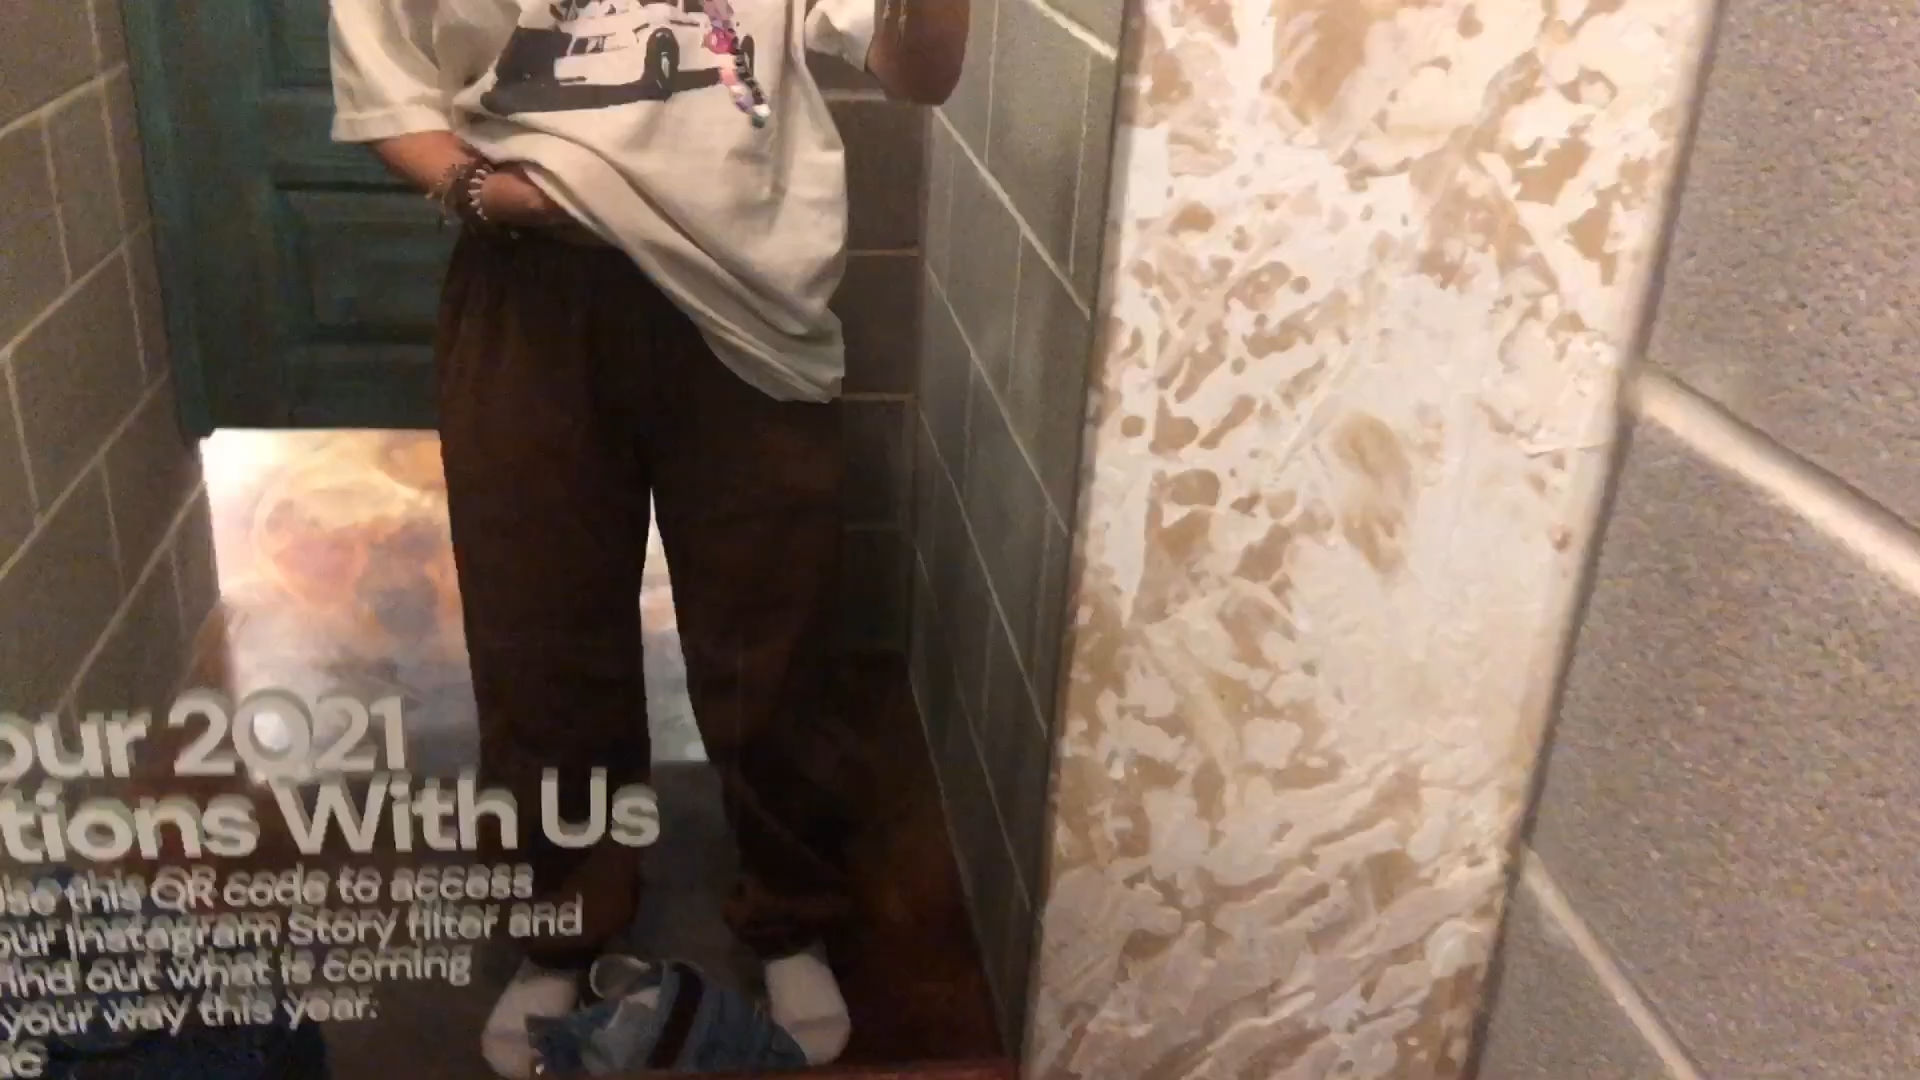 our 2021
tions With Us
Use this QR code to access
our Instagram Story filter and
find out what is coming
your way this year.